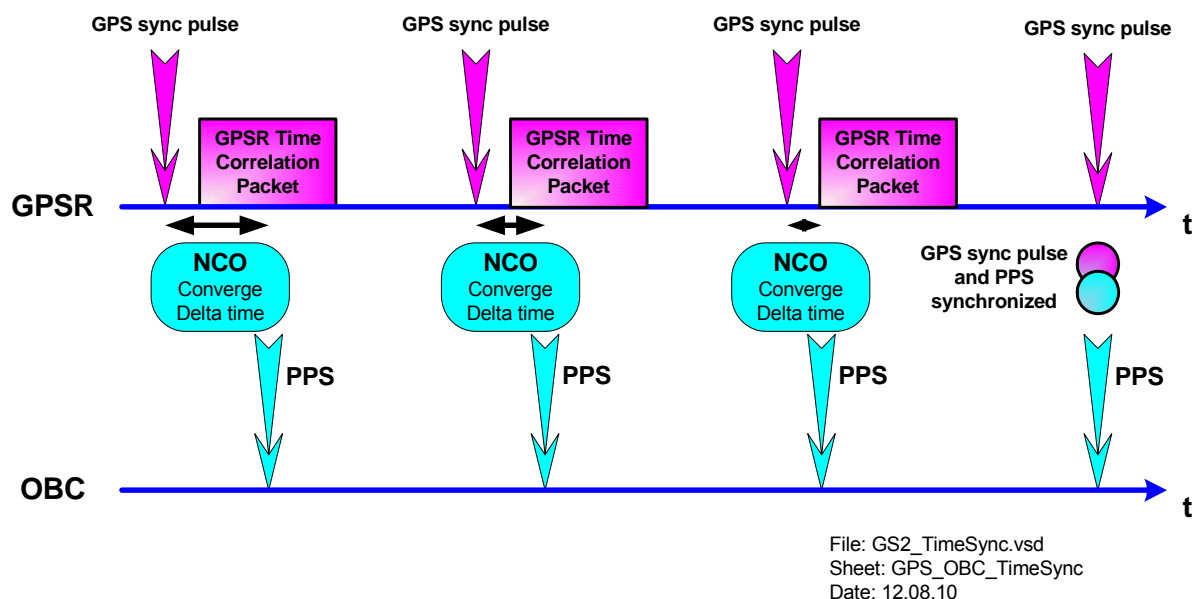 GPS sync pulse
GPS sync pulse
GPS sync pulse
GPS sync pulse
GPSR Time
Correlation
Packet
GPSR Time
Correlation
Packet
GPSR Time
Correlation
Packet
GPSR
t
NCO
Converge
Delta time
NCO
Converge
Delta time
NCO
Converge
Delta time
GPS sync pulse
and PPS
synchronized
PPS
PPS
PPS
PPS
OBC
t
File: GS2_TimeSync.vsd
Sheet: GPS_OBC_TimeSync
Date: 12.08.10